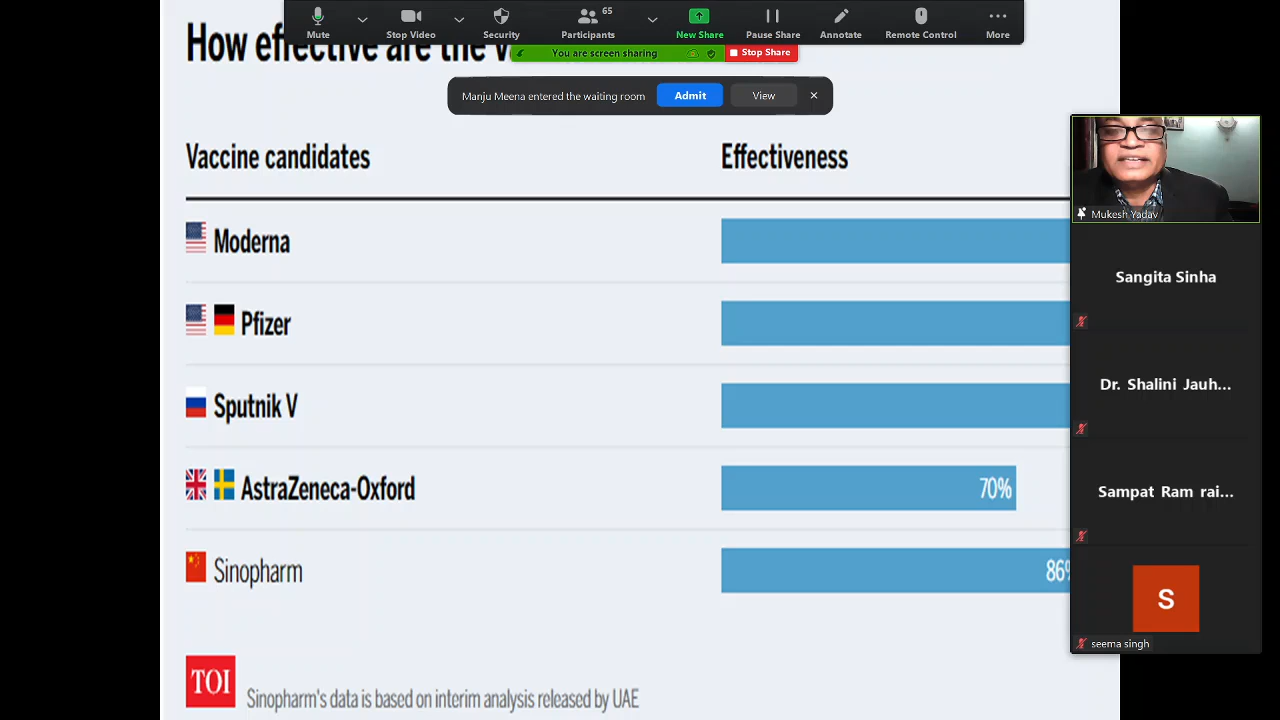 65
Mute
Stop Video
Security
Participants
New Share
Pause Share
Annotate
Remote Control
More
How effective are the v
You are screen sharing
Stop Share
Manju Meena entered the waiting room
Admit
View
Vaccine candidates
Effectiveness
Mukesh Yadav
Moderna
Sangita Sinha
Pfizer
Dr. Shalini Jauh...
Sputnik V
AstraZeneca-Oxford
70%
Sampat Ram rai...
Sinopharm
86%
S
seema singh
TOI
Sinopharm's data is based on interim analysis released by UAE